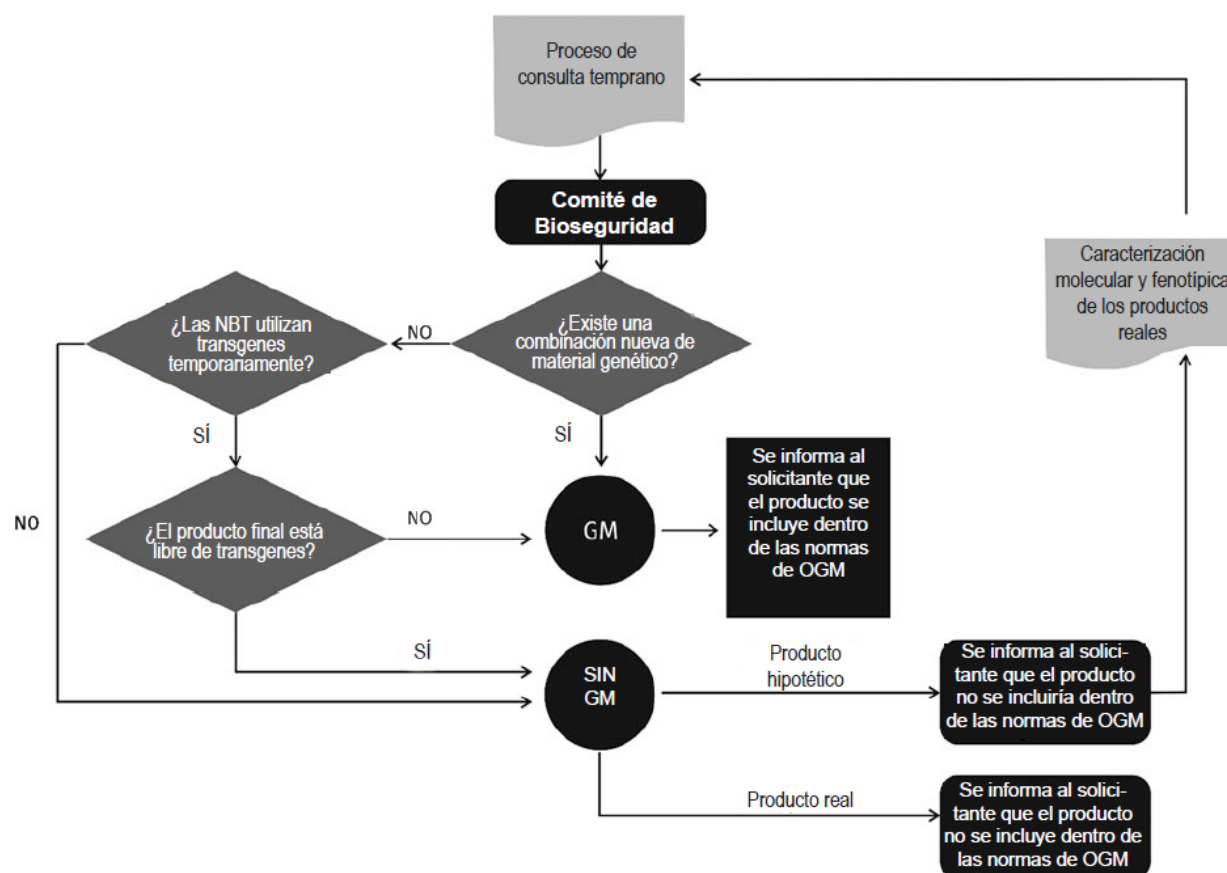 Proceso de
consulta temprano
Comité de
Bioseguridad
Caracterización
molecular y fenotípica
de los productos
reales
¿Las NBT utilizan
transgenes
temporariamente?
NO
¿Existe una
combinación nueva de
material genético?
SÍ
SÍ
Se informa al
solicitante que
el producto se
incluye dentro
de las normas
de OGM
NO
¿El producto final está
libre de transgenes?
NO
GM
SÍ
SIN
GM
Producto
hipotético
Se informa al solici-
tante que el producto
no se incluiría dentro
de las normas de OGM
Producto real
Se informa al solici-
tante que el producto
no se incluye dentro de
las normas de OGM